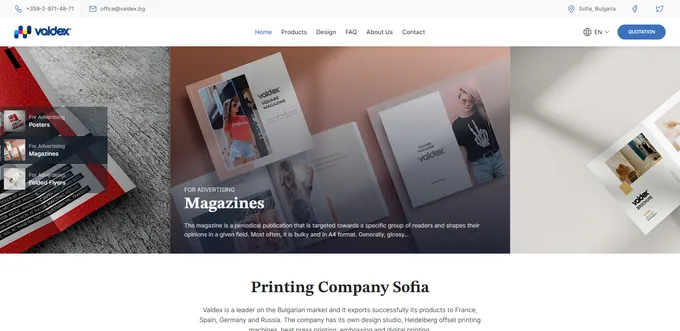 +359-2-971-48-71
office@valdex.bg
Sofia, Bulgaria
valdex
Home
Products
Design
FAQ
About Us
Contact
EN
QUOTATION
For Advertising
Posters
For Advertising
Magazines
For Advertising
Folded Flyers
valdex
SQUARE
MAGAZINE
valdex
valdex
BROCHURE
FOR ADVERTISING
Magazines
The magazine is a periodical publication that is targeted towards a specific group of readers and shapes their
opinions in a given field. Most often, it is bulky and in A4 format. Generally, glossy...
Printing Company Sofia
Valdex is a leader on the Bulgarian market and it exports successfully its products to France,
Spain, Germany and Russia. The company has its own design studio, Heidelberg offset printing
machines, heat press printing, embossing and digital printing